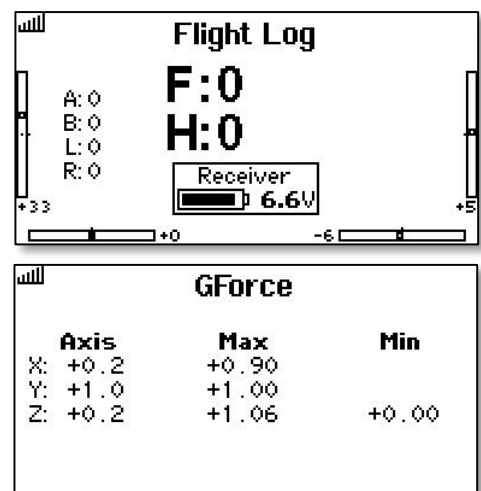 Flight Log
F:0
H:0
A:0
B:0
L:0
R:0
Receiver
6.6V
+33
+5
+0
-6
GForce
Axis Max Min
X: +0.2 +0.90
Y: +1.0 +1.00
Z: +0.2 +1.06 +0.00